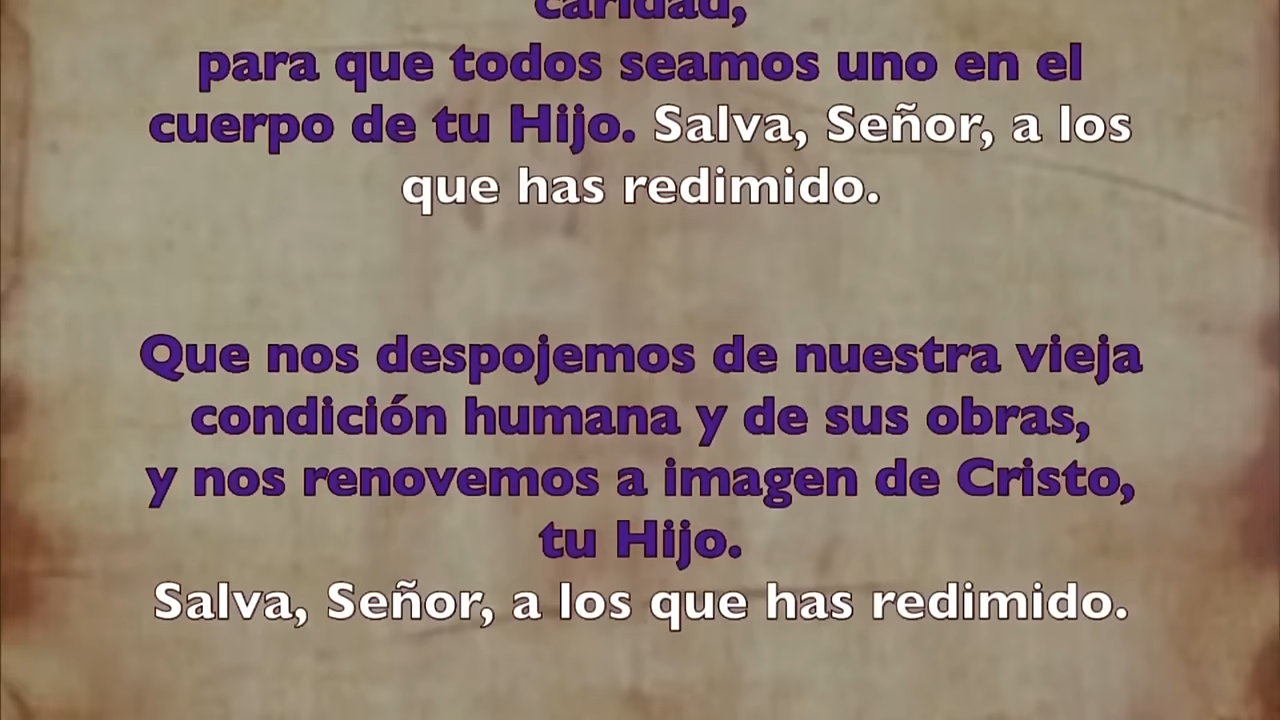 caridad,
para que todos seamos uno en el
cuerpo de tu Hijo. Salva, Señor, a los
que has redimido.
Que nos despojemos de nuestra vieja
condición humana y de sus obras,
y nos renovemos a imagen de Cristo,
tu Hijo.
Salva, Señor, a los que has redimido.